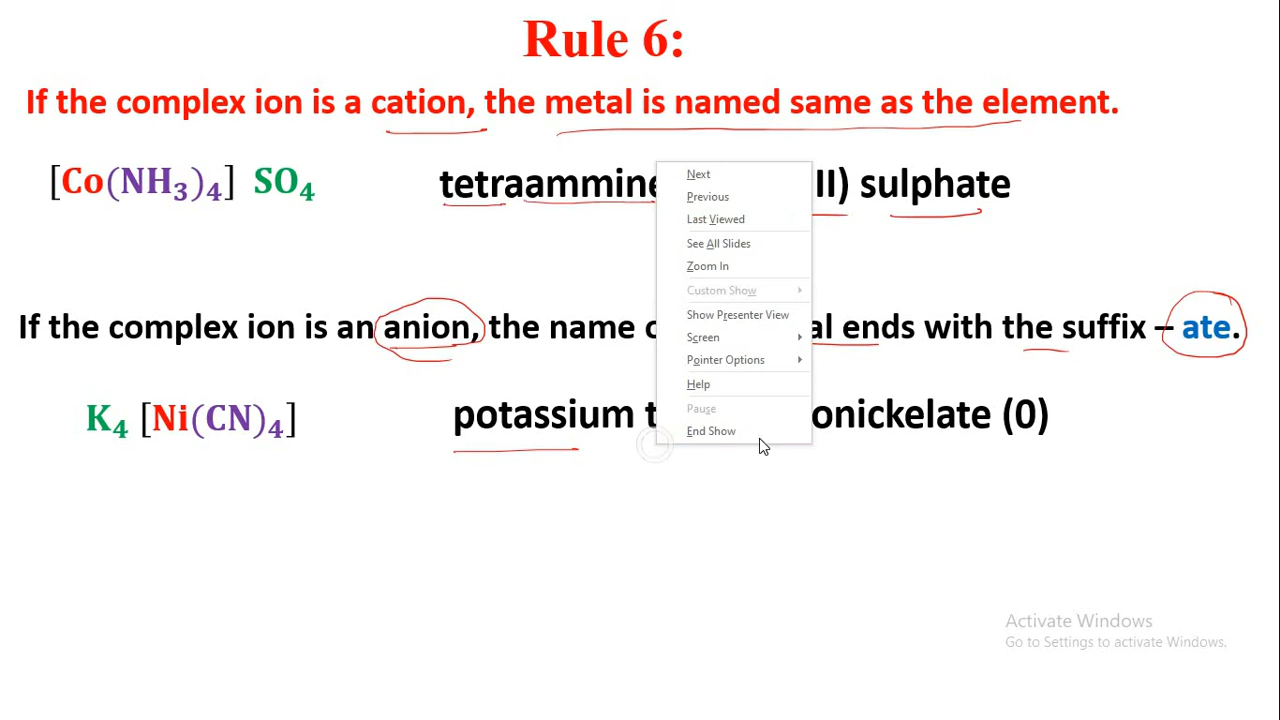 Rule 6:
If the complex ion is a cation, the metal is named same as the element.
[Co(NH₃)₄] SO₄ tetraammine II) sulphate
Next
Previous
Last Viewed
See All Slides
Zoom In
Custom Show
Show Presenter View
Screen
Pointer Options
Help
Pause
End Show
If the complex ion is an anion, the name al ends with the suffix – ate.
K₄ [Ni(CN)₄] potassium t onickelate (0)
Activate Windows
Go to Settings to activate Windows.